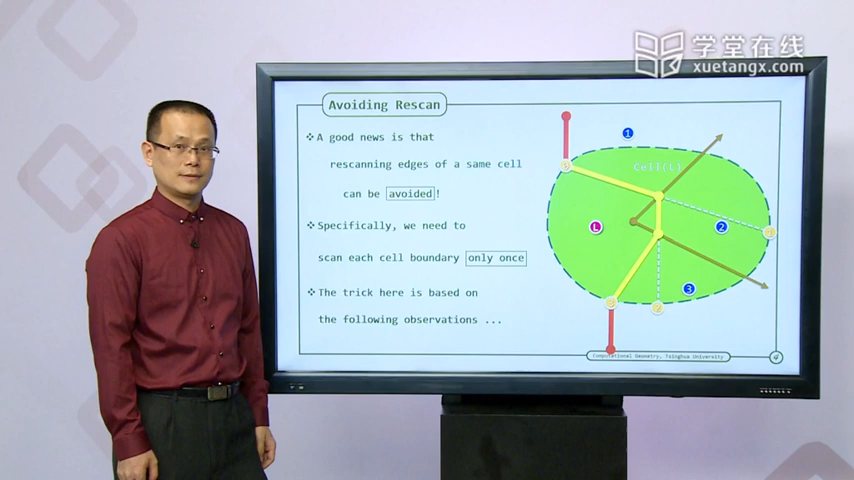 学堂在线
xuetangx.com
Avoiding Rescan
❖A good news is that
rescanning edges of a same cell
can be avoided!
❖Specifically, we need to
scan each cell boundary only once
❖The trick here is based on
the following observations ...
1
Cell(L)
L
2
3
Computational Geometry, Tsinghua University